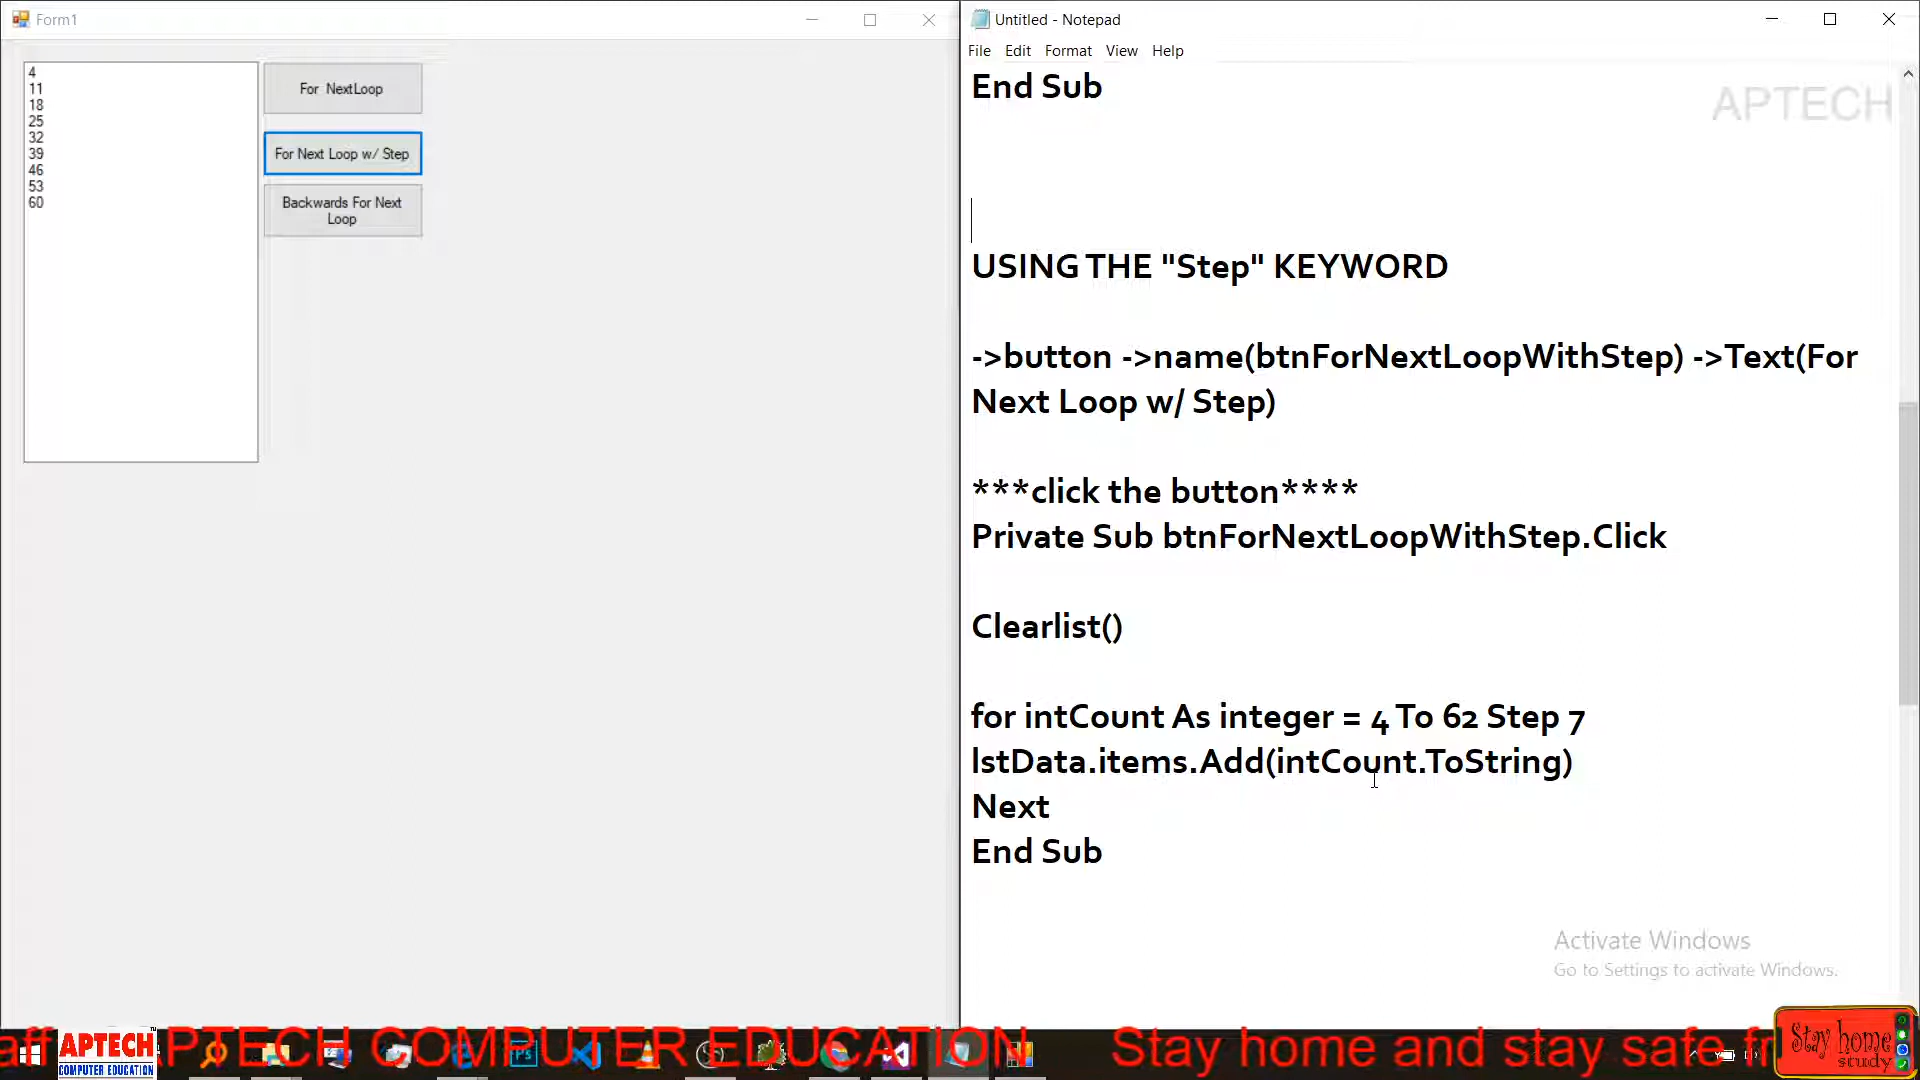 Form1
4
11
18
25
32
39
46
53
60
For NextLoop
For Next Loop w/ Step
Backwards For Next
Loop
Untitled - Notepad
File Edit Format View Help
End Sub
APTECH
USING THE "Step" KEYWORD
->button ->name(btnForNextLoopWithStep) ->Text(For
Next Loop w/ Step)
***click the button****
Private Sub btnForNextLoopWithStep.Click
Clearlist()
for intCount As integer = 4 To 62 Step 7
lstData.items.Add(intCount.ToString)
Next
End Sub
Activate Windows
Go to Settings to activate Windows.
APTECH
COMPUTER EDUCATION
PTECH COMPUTER EDUCATION Stay home and stay safe
Stay home
study